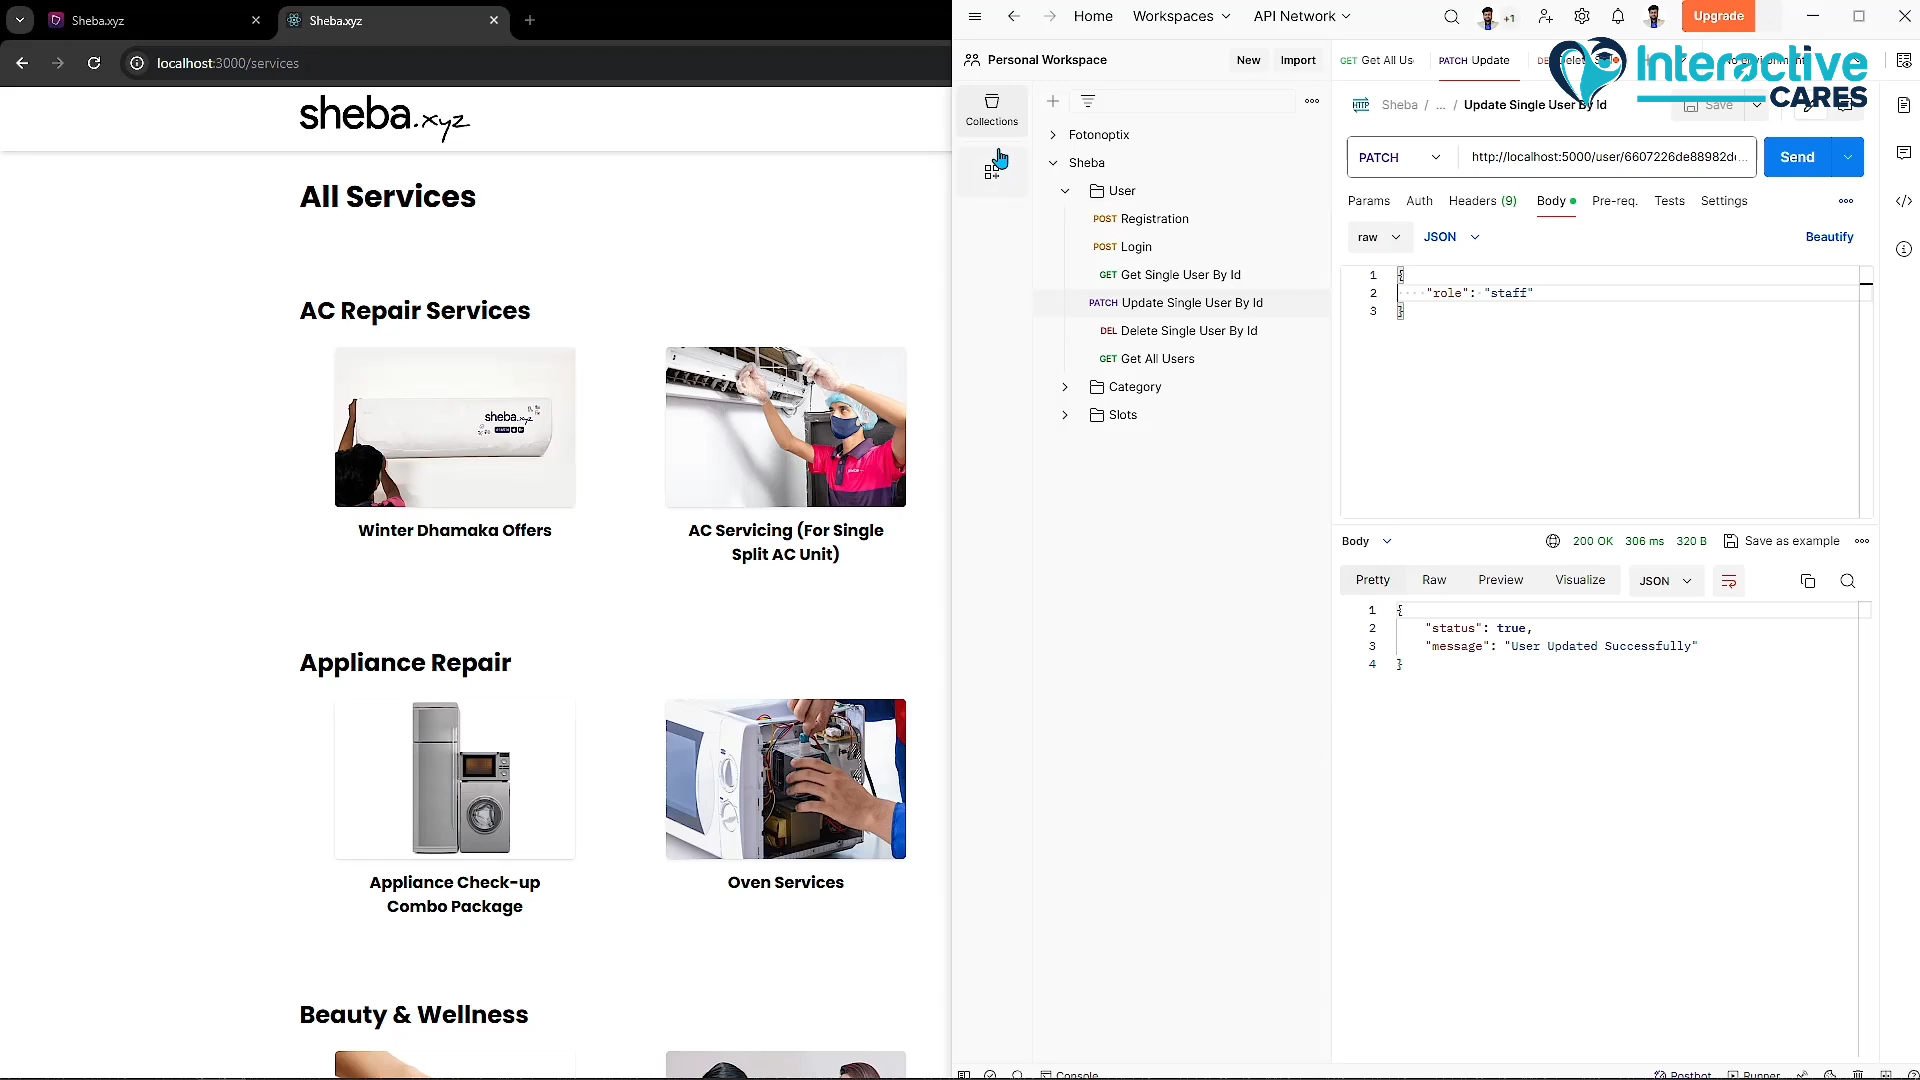 Sheba.xyz
Sheba.xyz
localhost:3000/services
sheba.xyz
All Services
AC Repair Services
sheba.xyz
Winter Dhamaka Offers
AC Servicing (For Single
Split AC Unit)
Appliance Repair
Appliance Check-up
Combo Package
Oven Services
Beauty & Wellness
Home
Workspaces
API Network
+1
Upgrade
Personal Workspace
New
Import
Collections
Fotonoptix
Sheba
User
POST Registration
POST Login
GET Get Single User By Id
PATCH Update Single User By Id
DEL Delete Single User By Id
GET Get All Users
Category
Slots
GET Get All Us
PATCH Update
Interactive
CARES
HTTP Sheba / ... / Update Single User By Id
Save
PATCH
http://localhost:5000/user/6607226de88982d...
Send
Params
Auth
Headers (9)
Body
Pre-req.
Tests
Settings
raw
JSON
Beautify
1 {
2 "role": "staff"
3 }
Body
200 OK
306 ms
320 B
Save as example
Pretty
Raw
Preview
Visualize
JSON
1 {
2 "status": true,
3 "message": "User Updated Successfully"
4 }
Console
Postbot
Runner